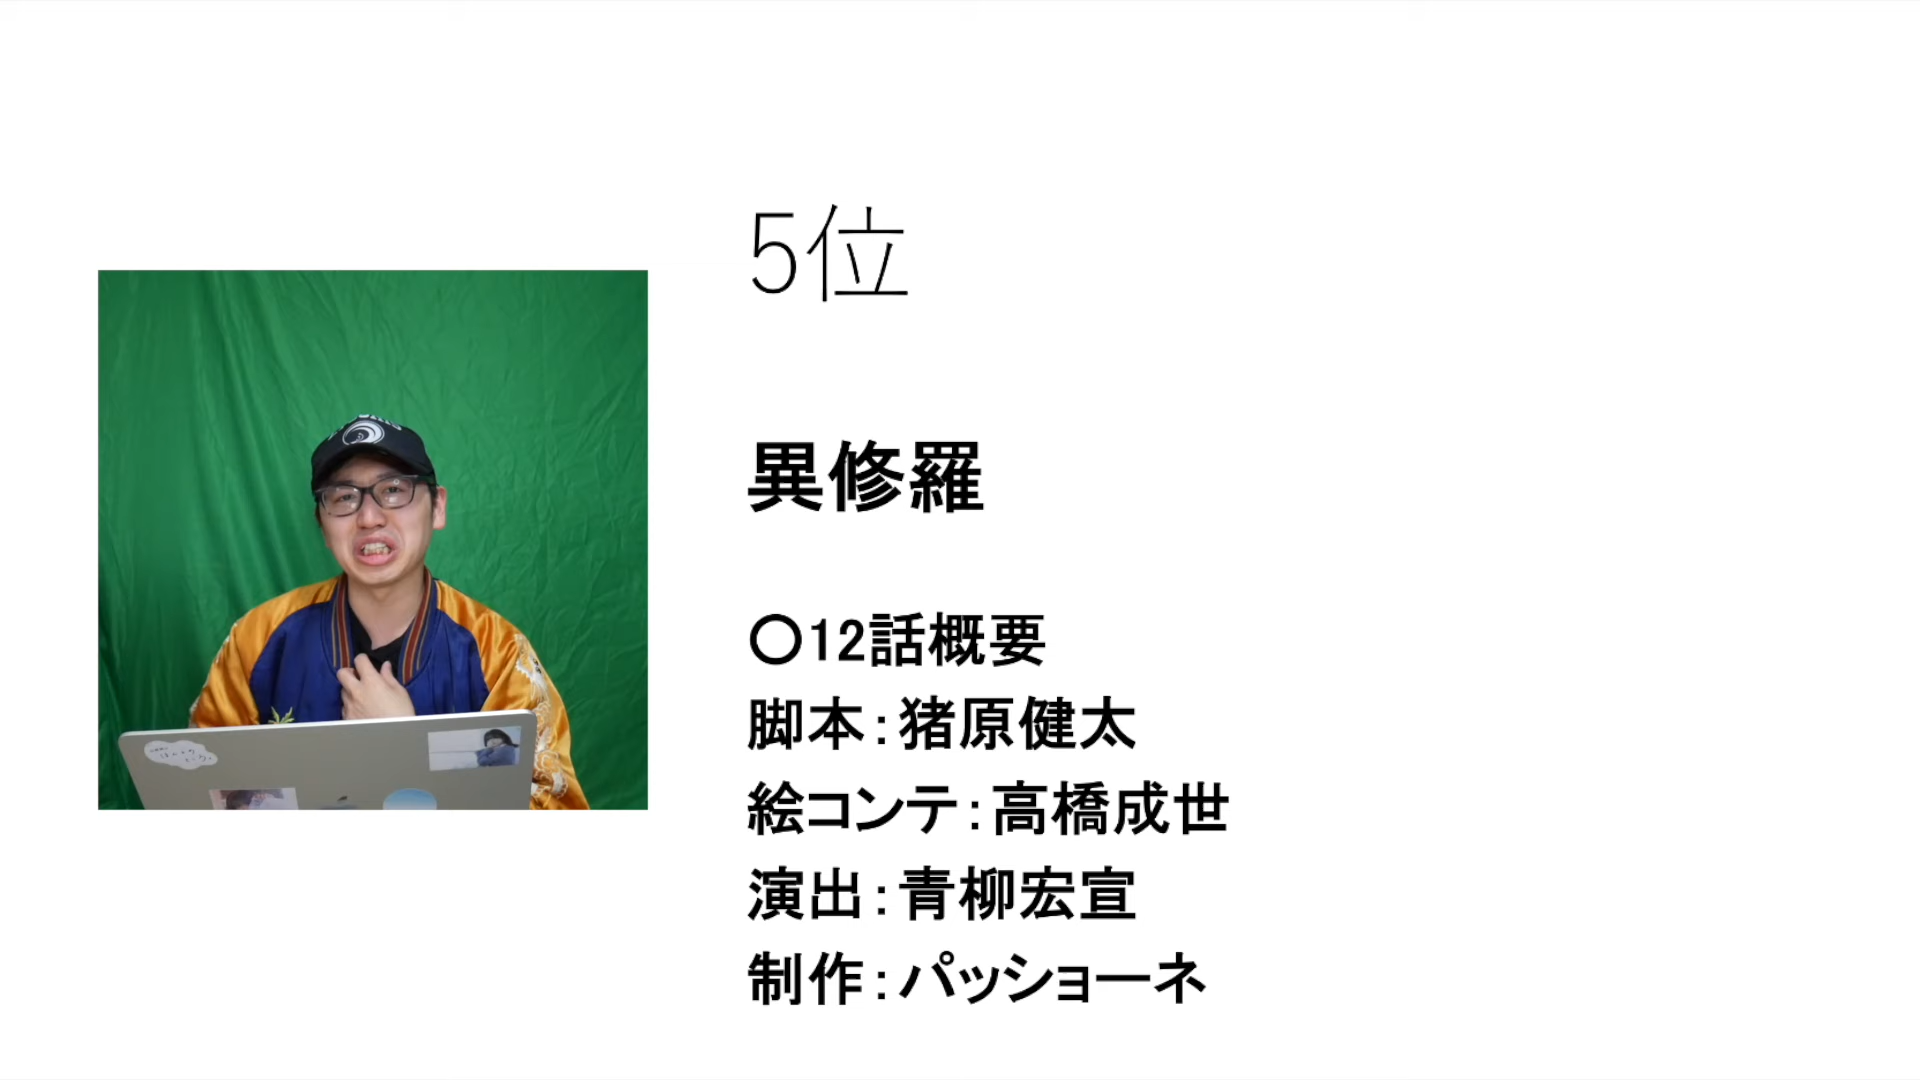 5位
異修羅
〇12話概要
脚本：猪原健太
絵コンテ：高橋成世
演出：青柳宏宣
制作：パッショーネ